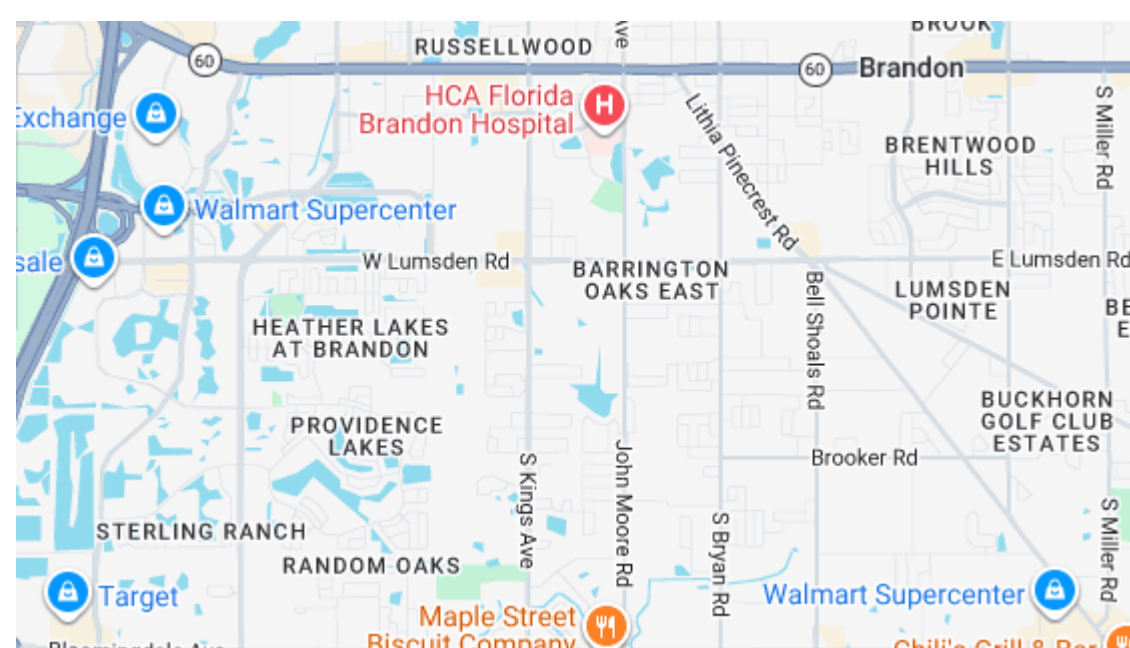 BROOK
Ave
RUSSELLWOOD
60
60
Brandon
HCA Florida
Brandon Hospital
H
Exchange
Lithia Pinecrest Rd
S Miller Rd
BRENTWOOD
HILLS
Walmart Supercenter
sale
W Lumsden Rd
E Lumsden Rd
BARRINGTON
OAKS EAST
Bell Shoals Rd
LUMSDEN
POINTE
BE
E
HEATHER LAKES
AT BRANDON
BUCKHORN
GOLF CLUB
ESTATES
PROVIDENCE
LAKES
Brooker Rd
S Kings Ave
John Moore Rd
S Bryan Rd
S Miller Rd
STERLING RANCH
RANDOM OAKS
Target
Walmart Supercenter
Maple Street
Biscuit Company
Chili's Grill & Bar
Bloomingdale Ave